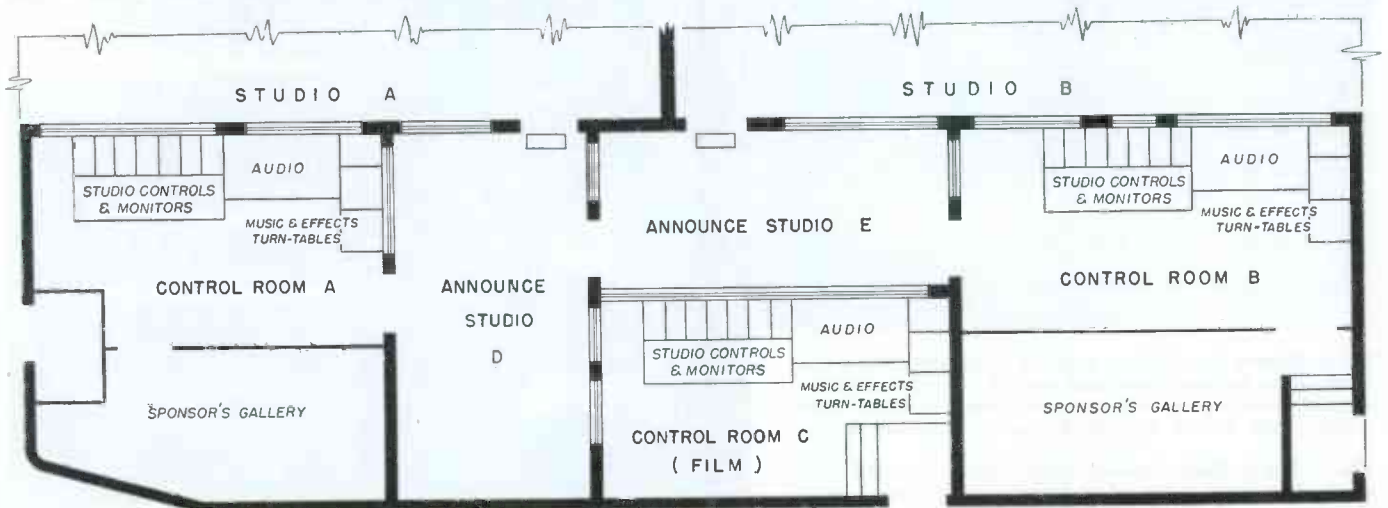 STUDIO A
STUDIO B
STUDIO CONTROLS
& MONITORS
AUDIO
MUSIC & EFFECTS
TURN-TABLES
CONTROL ROOM A
SPONSOR'S GALLERY
ANNOUNCE
STUDIO
D
ANNOUNCE STUDIO E
STUDIO CONTROLS
& MONITORS
AUDIO
MUSIC & EFFECTS
TURN-TABLES
CONTROL ROOM C
( FILM )
STUDIO CONTROLS
& MONITORS
AUDIO
MUSIC & EFFECTS
TURN-TABLES
CONTROL ROOM B
SPONSOR'S GALLERY